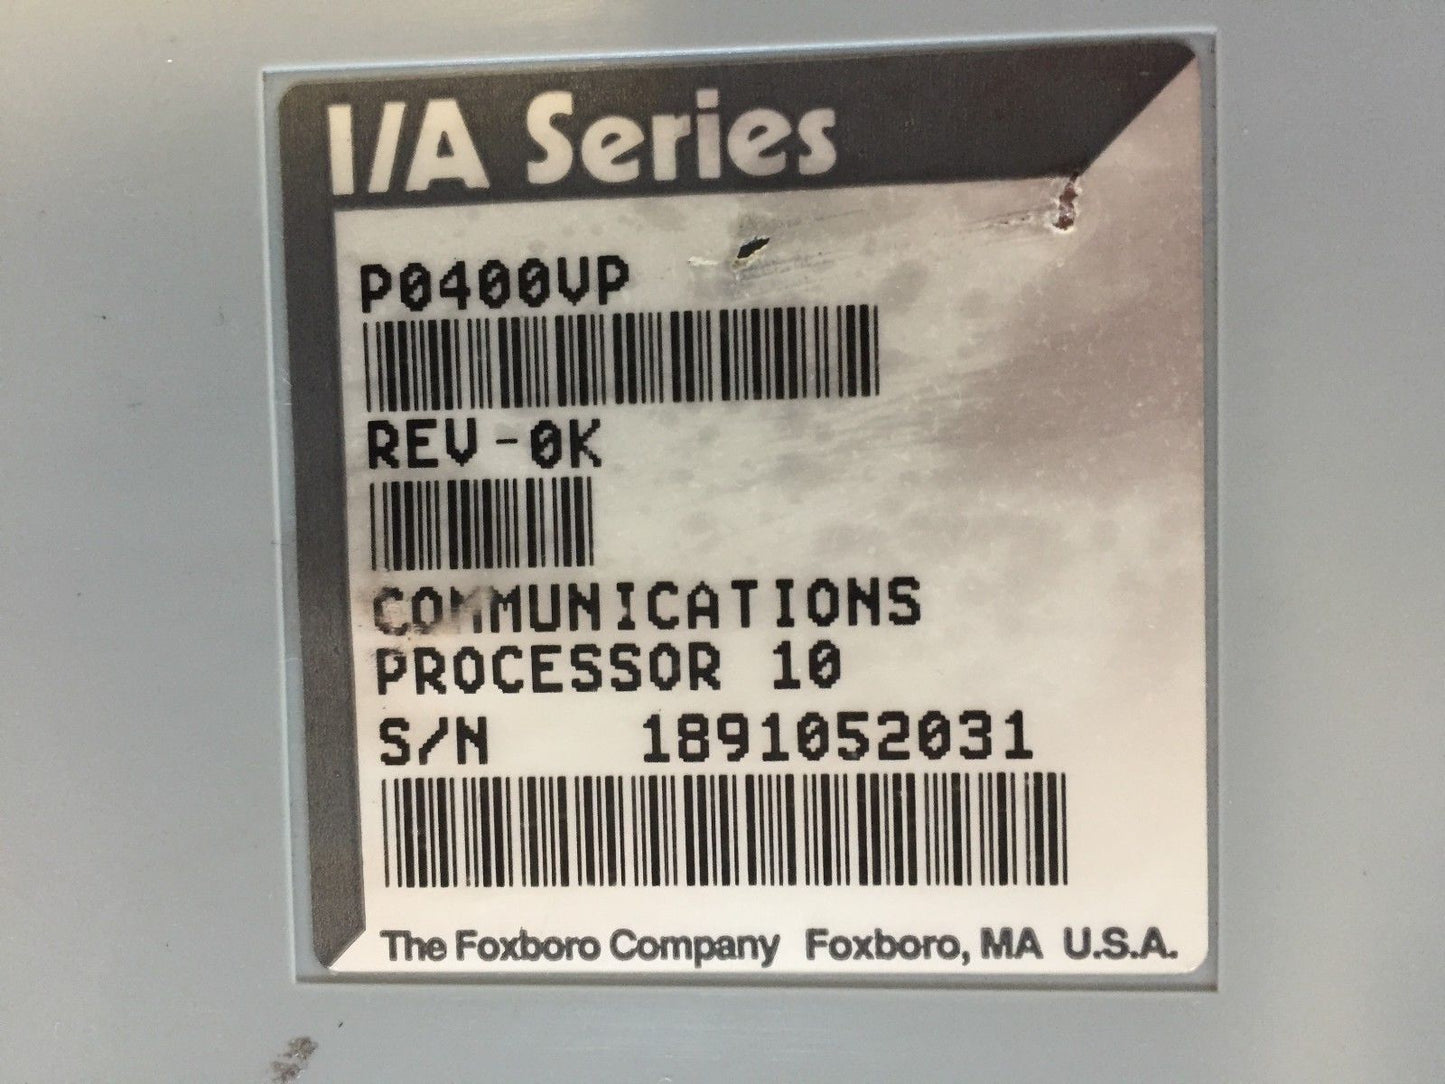 I/A Series
P0400VP
REV-0K
COMMUNICATIONS
PROCESSOR 10
S/N 1891052031
The Foxboro Company Foxboro, MA U.S.A.